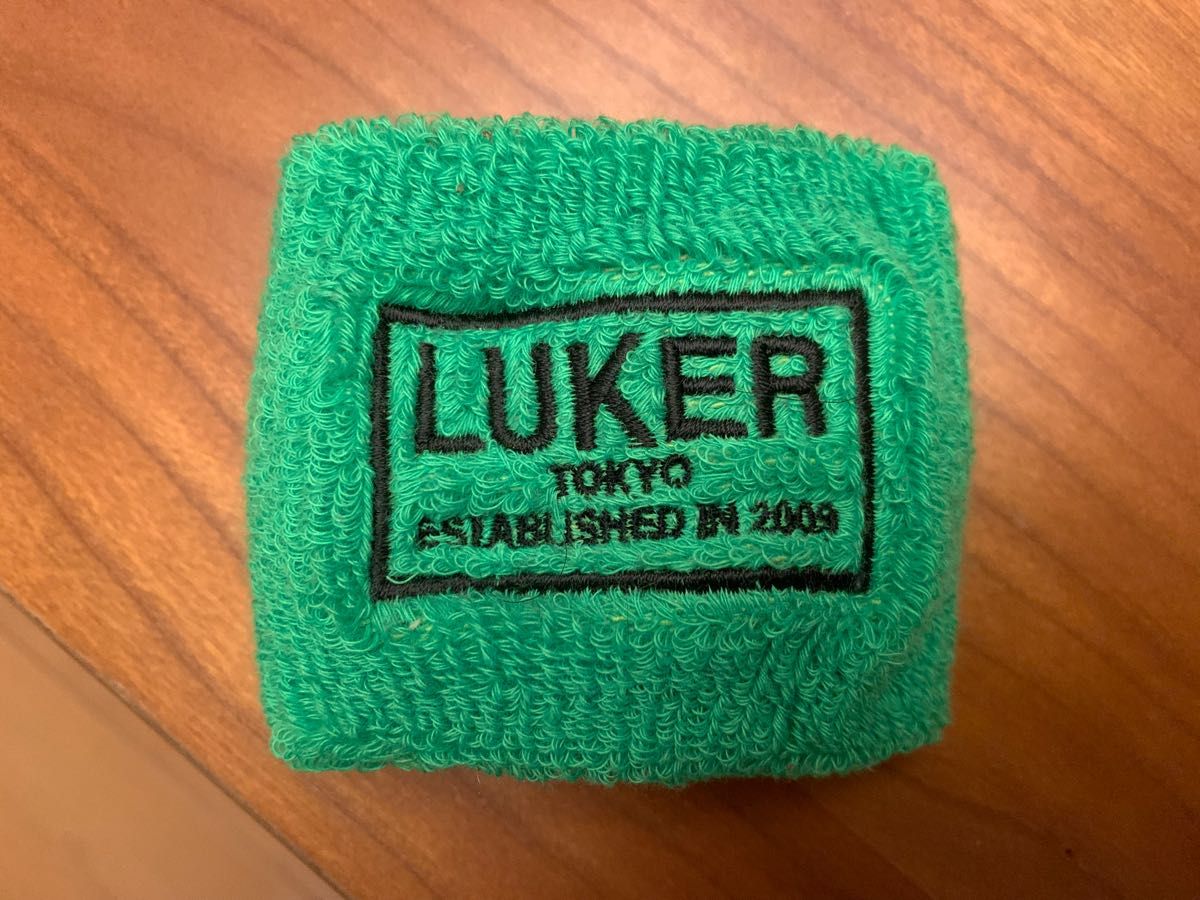 LUKER
TOKYO
ESTABLISHED IN 2009